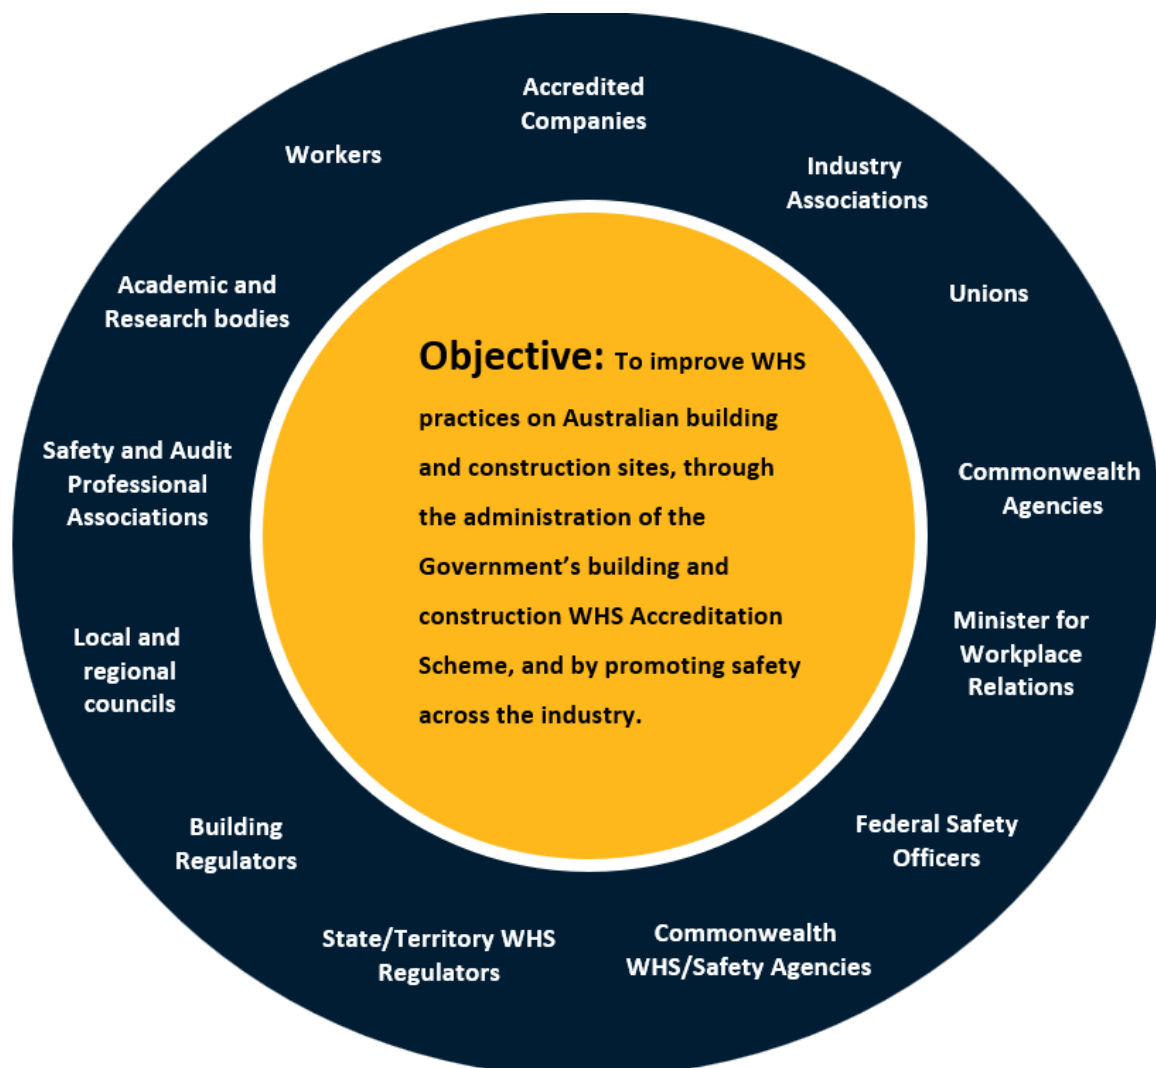 Accredited
Companies
Industry
Associations
Unions
Commonwealth
Agencies
Minister for
Workplace
Relations
Federal Safety
Officers
Commonwealth
WHS/Safety Agencies
State/Territory WHS
Regulators
Building
Regulators
Local and
regional
councils
Safety and Audit
Professional
Associations
Academic and
Research bodies
Workers
Objective: To improve WHS
practices on Australian building
and construction sites, through
the administration of the
Government’s building and
construction WHS Accreditation
Scheme, and by promoting safety
across the industry.